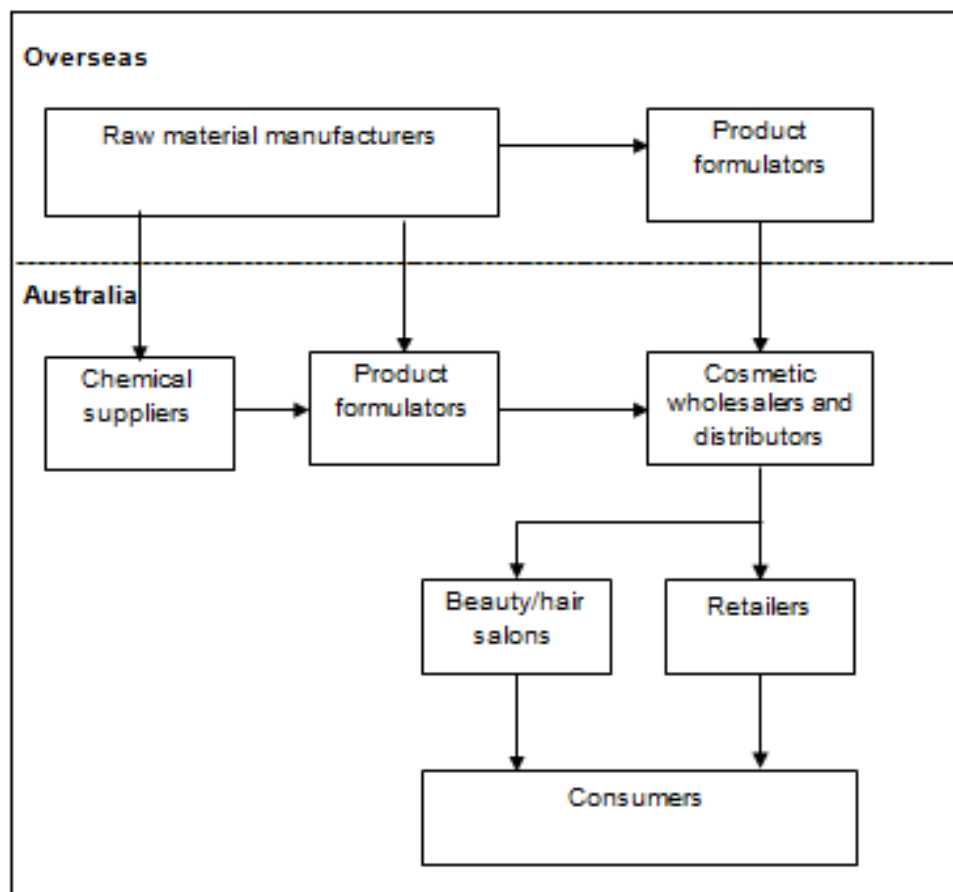 Overseas
Raw material manufacturers
Product
formulators
Australia
Chemical
suppliers
Product
formulators
Cosmetic
wholesalers and
distributors
Beauty/hair
salons
Retailers
Consumers